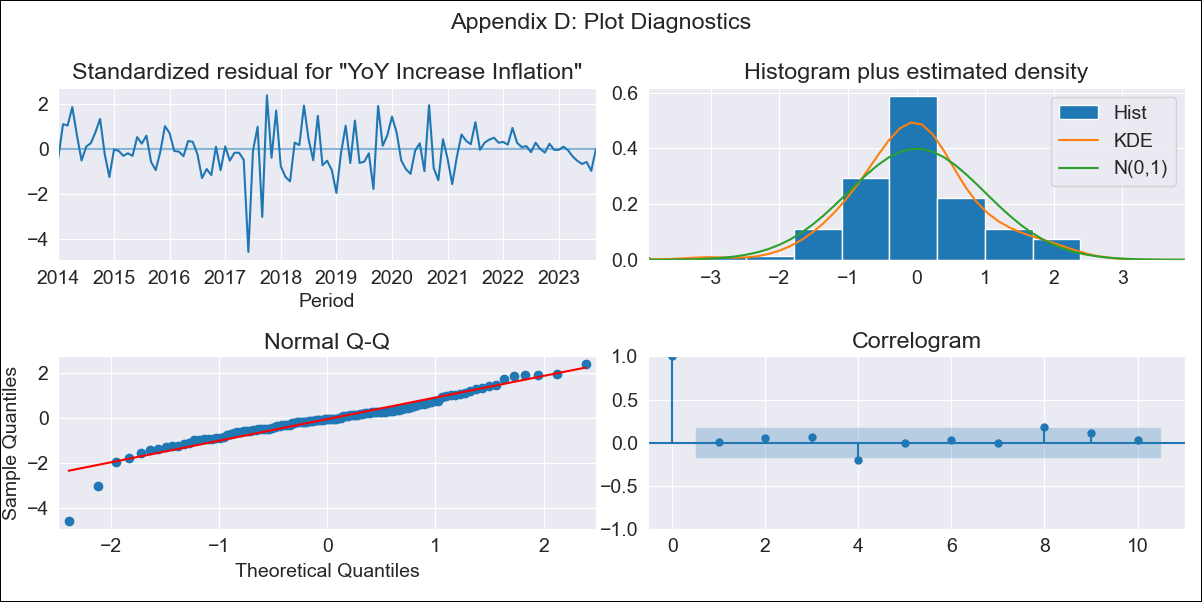 Appendix D: Plot Diagnostics
Standardized residual for "YoY Increase Inflation"
2
0
−2
−4
2014 2015 2016 2017 2018 2019 2020 2021 2022 2023
Period
Histogram plus estimated density
0.6
0.4
0.2
0.0
Hist
KDE
N(0,1)
−3 −2 −1 0 1 2 3
Normal Q-Q
Sample Quantiles
2
0
−2
−4
−2 −1 0 1 2
Theoretical Quantiles
Correlogram
1.0
0.5
0.0
−0.5
−1.0
0 2 4 6 8 10